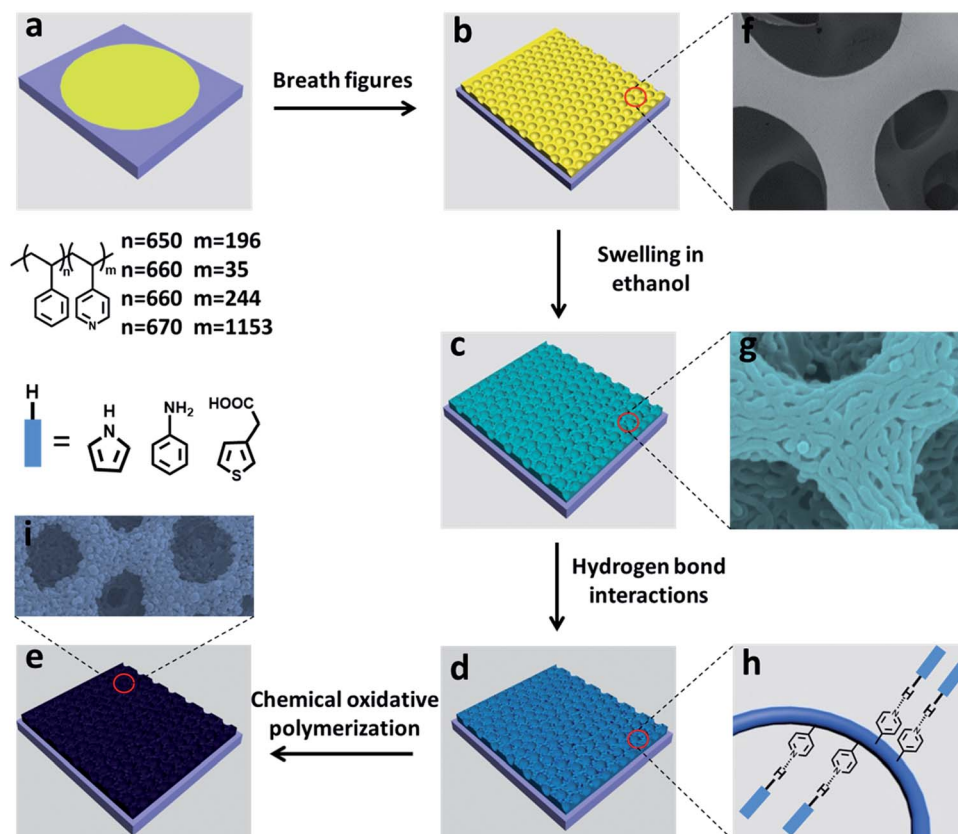 a
Breath figures
b
f
n=650 m=196
n=660 m=35
n=660 m=244
n=670 m=1153
n
m
N
Swelling in
ethanol
c
g
H
=
H
N
NH2
HOOC
S
i
Hydrogen bond
interactions
e
Chemical oxidative
polymerization
d
h
H
H
N
N
N
N
H
H